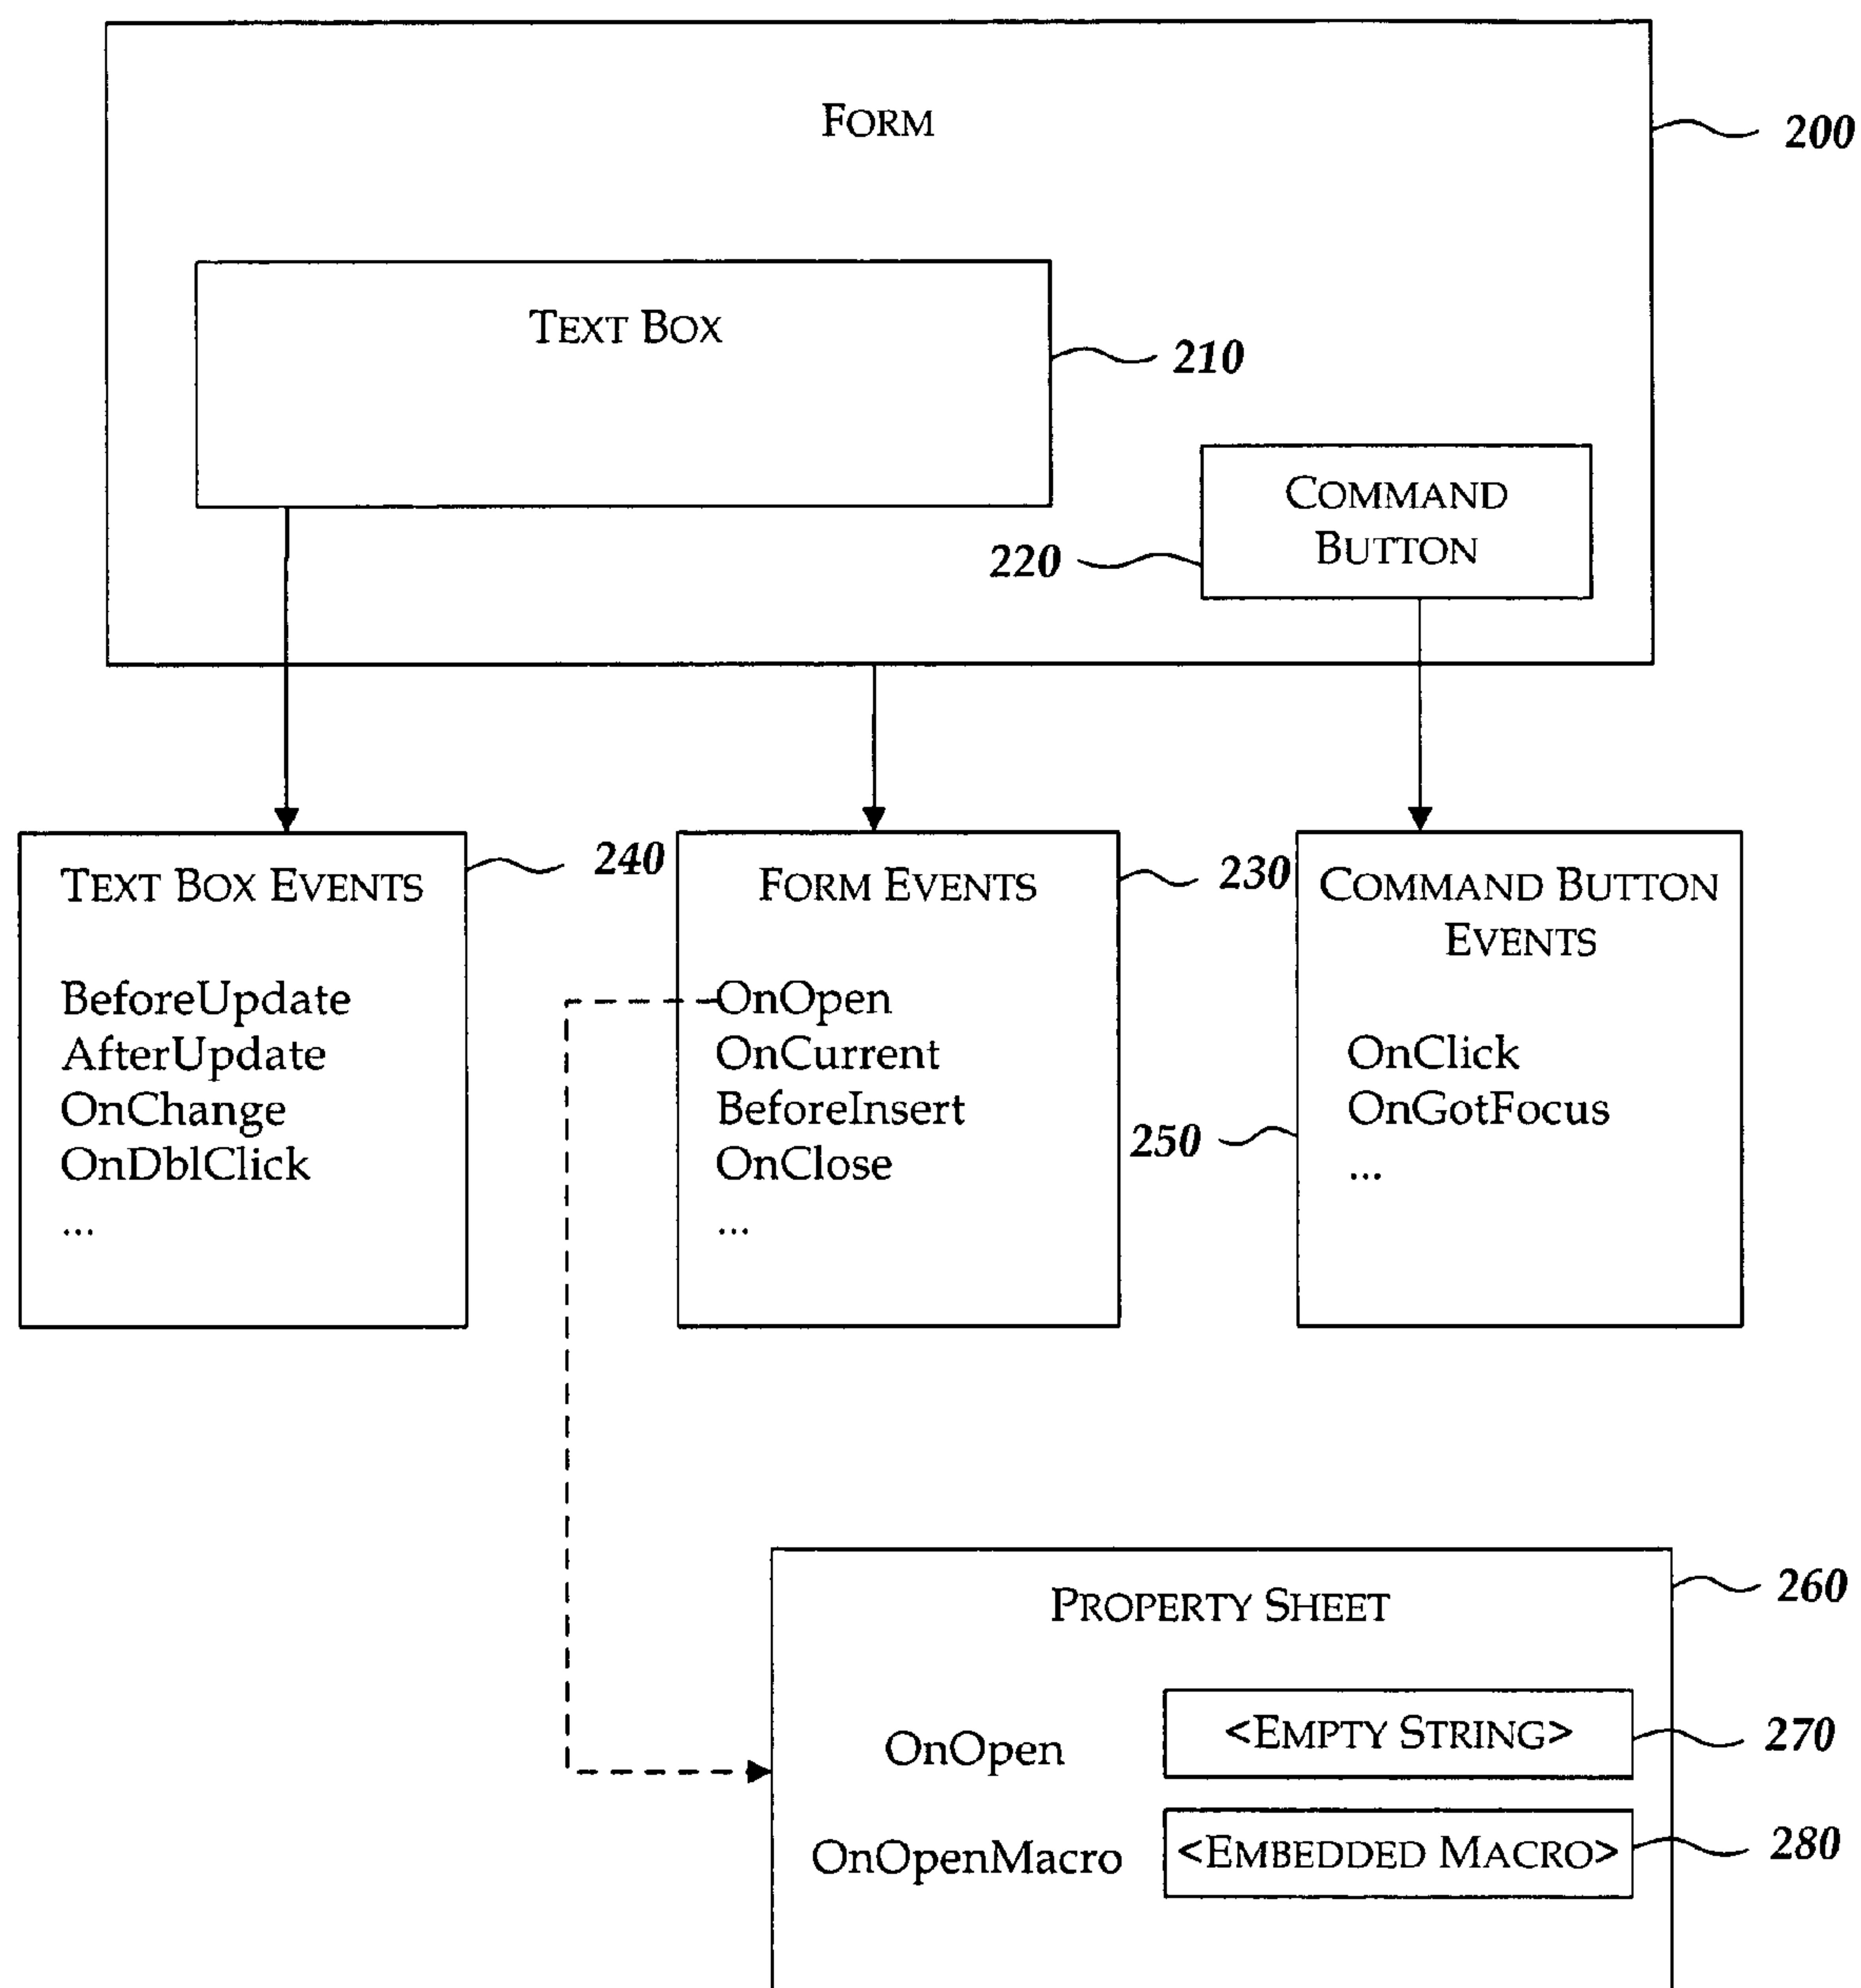 FORM
200
TEXT BOX
210
COMMAND
BUTTON
220
TEXT BOX EVENTS
240
BeforeUpdate
AfterUpdate
OnChange
OnDblClick
...
FORM EVENTS
230
OnOpen
OnCurrent
BeforeInsert
OnClose
...
COMMAND BUTTON
EVENTS
250
OnClick
OnGotFocus
...
PROPERTY SHEET
260
OnOpen
<EMPTY STRING>
270
OnOpenMacro
<EMBEDDED MACRO>
280